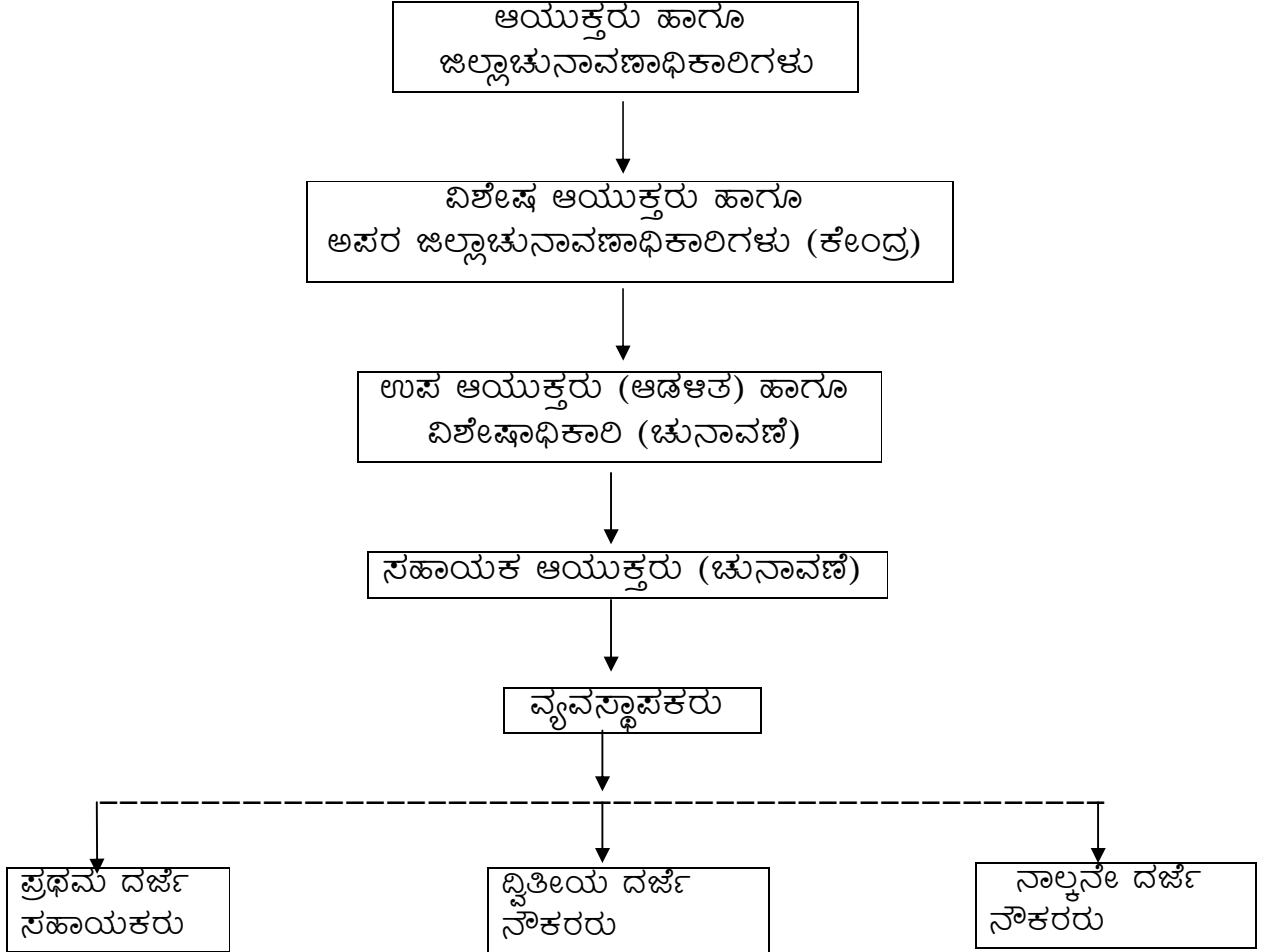 ಆಯುಕ್ತರು ಹಾಗೂ
ಜಿಲ್ಲಾಚುನಾವಣಾಧಿಕಾರಿಗಳು
ವಿಶೇಷ ಆಯುಕ್ತರು ಹಾಗೂ
ಅಪರ ಜಿಲ್ಲಾಚುನಾವಣಾಧಿಕಾರಿಗಳು (ಕೇಂದ್ರ)
ಉಪ ಆಯುಕ್ತರು (ಆಡಳಿತ) ಹಾಗೂ
ವಿಶೇಷಾಧಿಕಾರಿ (ಚುನಾವಣೆ)
ಸಹಾಯಕ ಆಯುಕ್ತರು (ಚುನಾವಣೆ)
ವ್ಯವಸ್ಥಾಪಕರು
ಪ್ರಥಮ ದರ್ಜೆ
ಸಹಾಯಕರು
ದ್ವಿತೀಯ ದರ್ಜೆ
ನೌಕರರು
ನಾಲ್ಕನೇ ದರ್ಜೆ
ನೌಕರರು